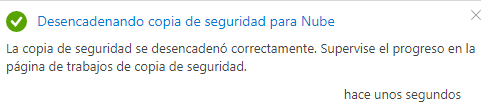 Desencadenando copia de seguridad para Nube
La copia de seguridad se desencadenó correctamente. Supervise el progreso en la
página de trabajos de copia de seguridad.
hace unos segundos